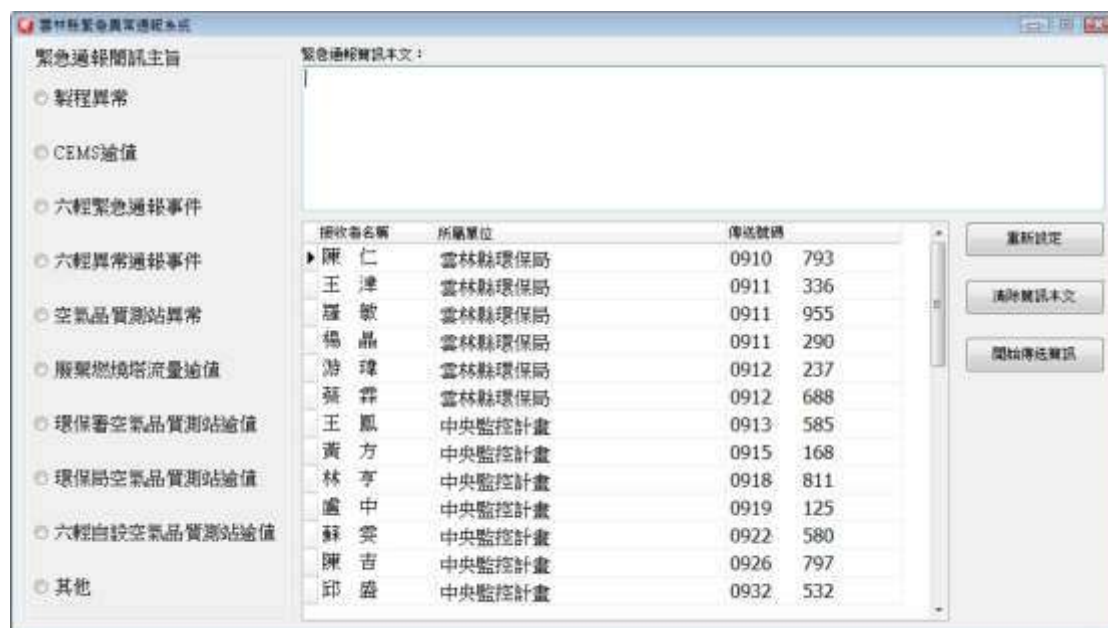 雲林縣緊急異常通報系統
緊急通報簡訊主旨
製程異常
CEMS逾值
六輕緊急通報事件
六輕異常通報事件
空氣品質測站異常
廢棄燃燒塔流量逾值
環保署空氣品質測站逾值
環保局空氣品質測站逾值
六輕自設空氣品質測站逾值
其他
緊急通報簡訊本文：
接收者名稱 所屬單位 傳送號碼
陳 仁 雲林縣環保局 0910 793
王 津 雲林縣環保局 0911 336
羅 敏 雲林縣環保局 0911 955
楊 晶 雲林縣環保局 0911 290
游 瑋 雲林縣環保局 0912 237
蔡 霖 雲林縣環保局 0912 688
王 鳳 中央監控計畫 0913 585
黃 方 中央監控計畫 0915 168
林 亨 中央監控計畫 0918 811
盧 中 中央監控計畫 0919 125
蘇 雯 中央監控計畫 0922 580
陳 吉 中央監控計畫 0926 797
邱 盛 中央監控計畫 0932 532
重新設定
清除簡訊本文
開始傳送簡訊